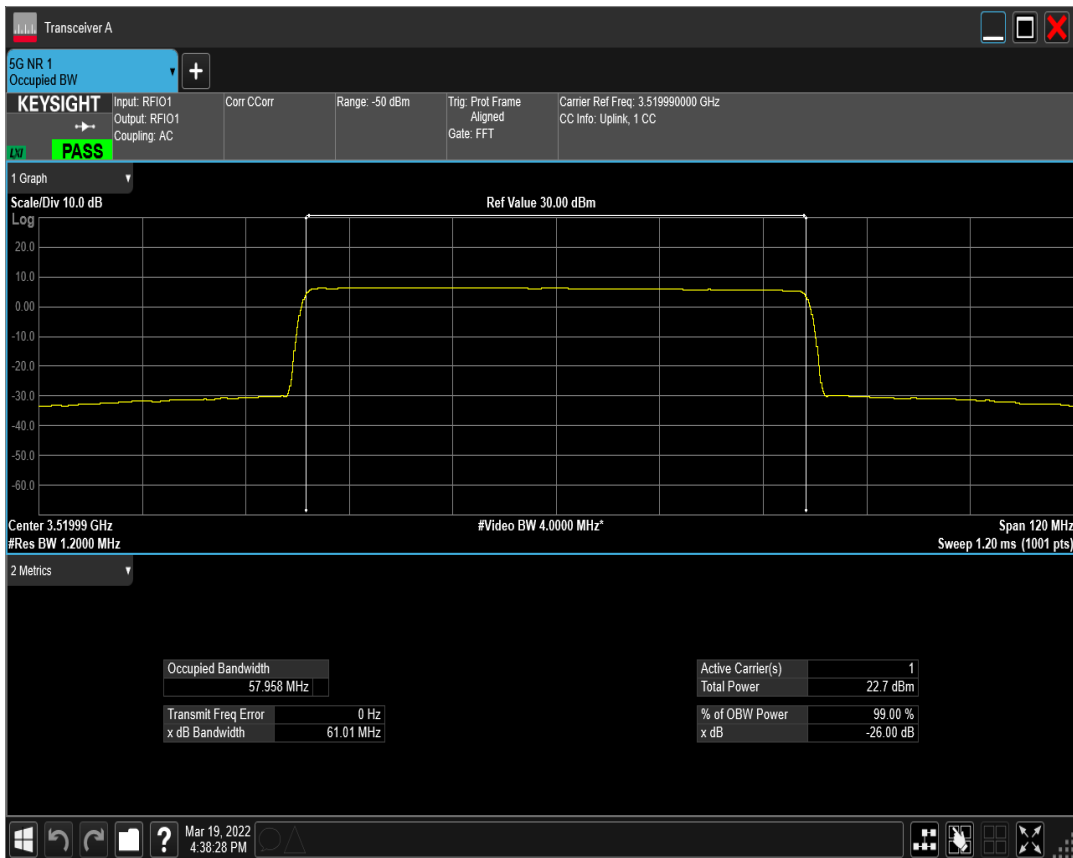 Transceiver A
5G NR 1
Occupied BW
+
KEYSIGHT
LXI
PASS
Input: RFIO1
Output: RFIO1
Coupling: AC
Corr CCorr
Range: -50 dBm
Trig: Prot Frame
Aligned
Gate: FFT
Carrier Ref Freq: 3.519990000 GHz
CC Info: Uplink, 1 CC
1 Graph
Scale/Div 10.0 dB
Ref Value 30.00 dBm
Log
20.0
10.0
0.00
-10.0
-20.0
-30.0
-40.0
-50.0
-60.0
Center 3.51999 GHz
#Video BW 4.0000 MHz*
Span 120 MHz
#Res BW 1.2000 MHz
Sweep 1.20 ms (1001 pts)
2 Metrics
Occupied Bandwidth
57.958 MHz
Transmit Freq Error 0 Hz
x dB Bandwidth 61.01 MHz
Active Carrier(s) 1
Total Power 22.7 dBm
% of OBW Power 99.00 %
x dB -26.00 dB
?
Mar 19, 2022
4:38:28 PM